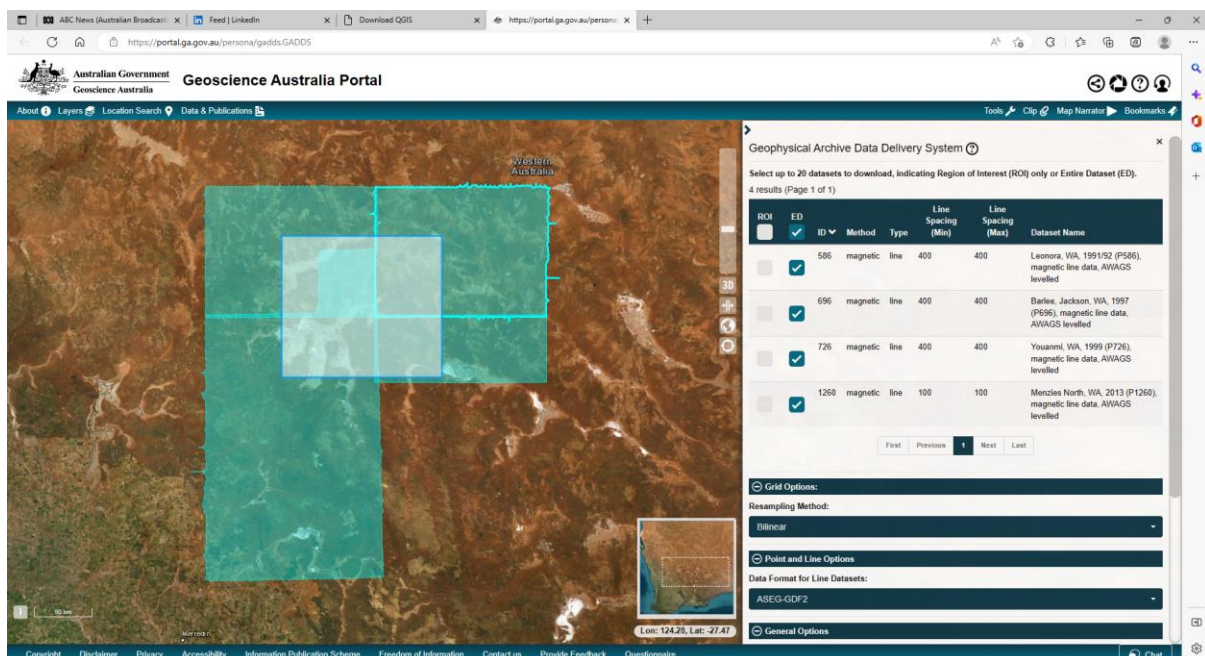 ABC News (Australian Broadcast
Feed | LinkedIn
Download QGIS
https://portal.ga.gov.au/persona
https://portal.ga.gov.au/persona/gadds.GADDS
Australian Government
Geoscience Australia
Geoscience Australia Portal
About Layers Location Search Data & Publications
Tools Clip Map Narrator Bookmarks
Western
Australia
3D
50 km
Merredin
Lon: 124.28, Lat: -27.47
Geophysical Archive Data Delivery System
Select up to 20 datasets to download, indicating Region of Interest (ROI) only or Entire Dataset (ED).
4 results (Page 1 of 1)
ROI ED ID Method Type Line Spacing (Min) Line Spacing (Max) Dataset Name
586 magnetic line 400 400 Leonora, WA, 1991/92 (P586),
magnetic line data, AWAGS
levelled
696 magnetic line 400 400 Barlee, Jackson, WA, 1997
(P696), magnetic line data,
AWAGS levelled
726 magnetic line 400 400 Youanmi, WA, 1999 (P726),
magnetic line data, AWAGS
levelled
1260 magnetic line 100 100 Menzies North, WA, 2013 (P1260),
magnetic line data, AWAGS
levelled
First Previous 1 Next Last
Grid Options:
Resampling Method:
Bilinear
Point and Line Options
Data Format for Line Datasets:
ASEG-GDF2
General Options
Copyright Disclaimer Privacy Accessibility Information Publication Scheme Freedom of Information Contact us Provide Feedback Questionnaire
Chat